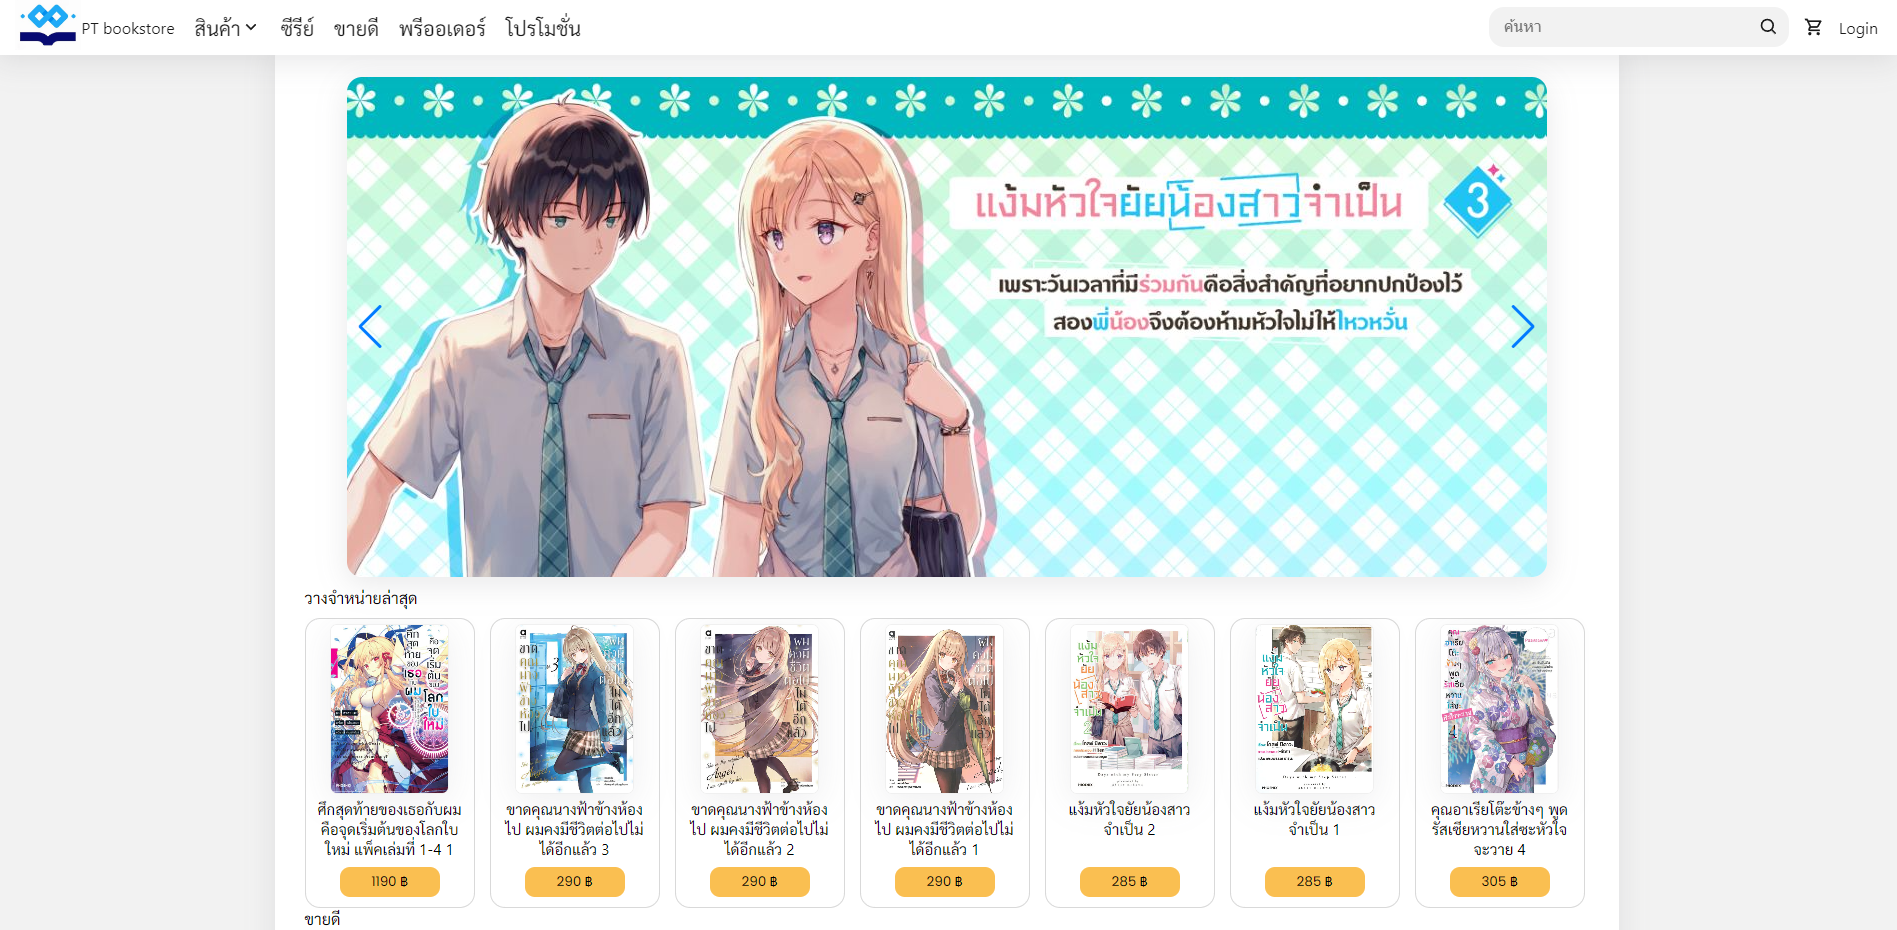 PT bookstore
สินค้า
ซีรีย์
ขายดี
พรีออเดอร์
โปรโมชั่น
ค้นหา
Login
แง้มหัวใจยัยน้องสาวจำเป็น
3
เพราะวันเวลาที่มีร่วมกันคือสิ่งสำคัญที่อยากปกป้องไว้
สองพี่น้องจึงต้องห้ามหัวใจไม่ให้ไหวหวั่น
วางจำหน่ายล่าสุด
ศึกสุดท้ายของเธอกับผม
คือจุดเริ่มต้นของโลกใบ
ใหม่ แพ็คเล่มที่ 1-4 1
1190 ฿
ขาดคุณนางฟ้าข้างห้อง
ไป ผมคงมีชีวิตต่อไปไม่
ได้อีกแล้ว 3
290 ฿
ขาดคุณนางฟ้าข้างห้อง
ไป ผมคงมีชีวิตต่อไปไม่
ได้อีกแล้ว 2
290 ฿
ขาดคุณนางฟ้าข้างห้อง
ไป ผมคงมีชีวิตต่อไปไม่
ได้อีกแล้ว 1
290 ฿
แง้มหัวใจยัยน้องสาว
จำเป็น 2
285 ฿
แง้มหัวใจยัยน้องสาว
จำเป็น 1
285 ฿
คุณอาเรียโต๊ะข้างๆ พูด
รัสเซียหวานใส่ซะหัวใจ
จะวาย 4
305 ฿
ขายดี